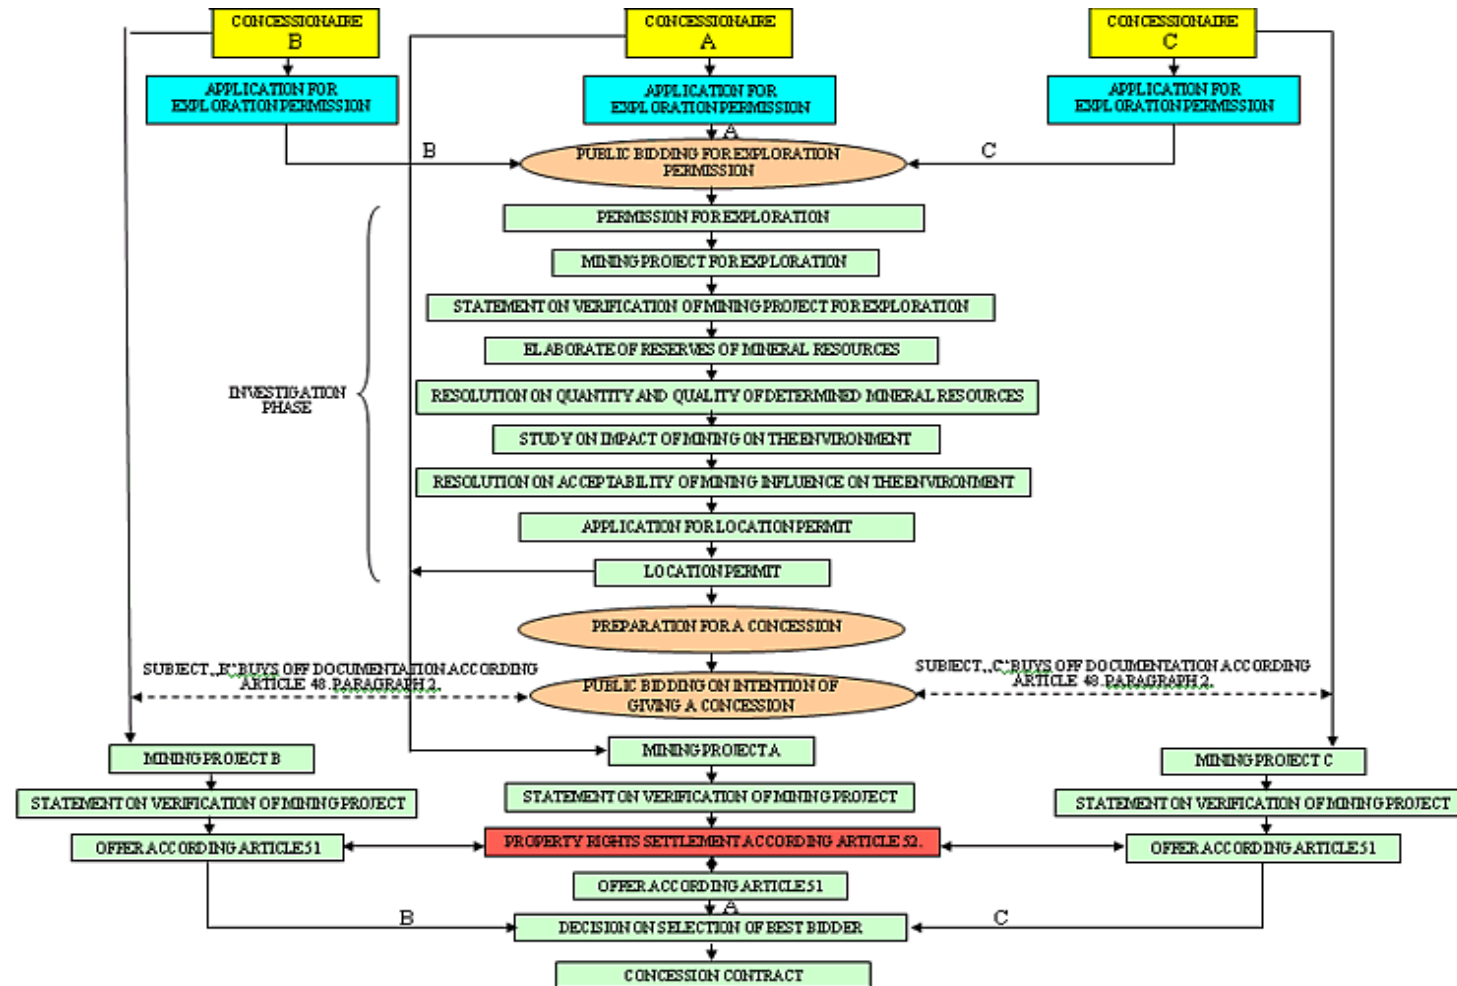 CONCESSIONAIRE
B
CONCESSIONAIRE
A
CONCESSIONAIRE
C
APPLICATION FOR
EXPLORATION PERMISSION
APPLICATION FOR
EXPLORATION PERMISSION
APPLICATION FOR
EXPLORATION PERMISSION
A
B
C
PUBLIC BIDDING FOR EXPLORATION
PERMISSION
PERMISSION FOR EXPLORATION
MINING PROJECT FOR EXPLORATION
STATEMENT ON VERIFICATION OF MINING PROJECT FOR EXPLORATION
ELABORATE OF RESERVES OF MINERAL RESOURCES
INVESTIGATION
PHASE
RESOLUTION ON QUANTITY AND QUALITY OF DETERMINED MINERAL RESOURCES
STUDY ON IMPACT OF MINING ON THE ENVIRONMENT
RESOLUTION ON ACCEPTABILITY OF MINING INFLUENCE ON THE ENVIRONMENT
APPLICATION FOR LOCATION PERMIT
LOCATION PERMIT
PREPARATION FOR A CONCESSION
SUBJECT „B“ BUYS OFF DOCUMENTATION ACCORDING
ARTICLE 48. PARAGRAPH 2.
PUBLIC BIDDING ON INTENTION OF
GIVING A CONCESSION
SUBJECT „C“ BUYS OFF DOCUMENTATION ACCORDING
ARTICLE 48. PARAGRAPH 2.
MINING PROJECT B
MINING PROJECT A
MINING PROJECT C
STATEMENT ON VERIFICATION OF MINING PROJECT
STATEMENT ON VERIFICATION OF MINING PROJECT
STATEMENT ON VERIFICATION OF MINING PROJECT
OFFER ACCORDING ARTICLE 51
PROPERTY RIGHTS SETTLEMENT ACCORDING ARTICLE 52.
OFFER ACCORDING ARTICLE 51
OFFER ACCORDING ARTICLE 51
A
B
C
DECISION ON SELECTION OF BEST BIDDER
CONCESSION CONTRACT